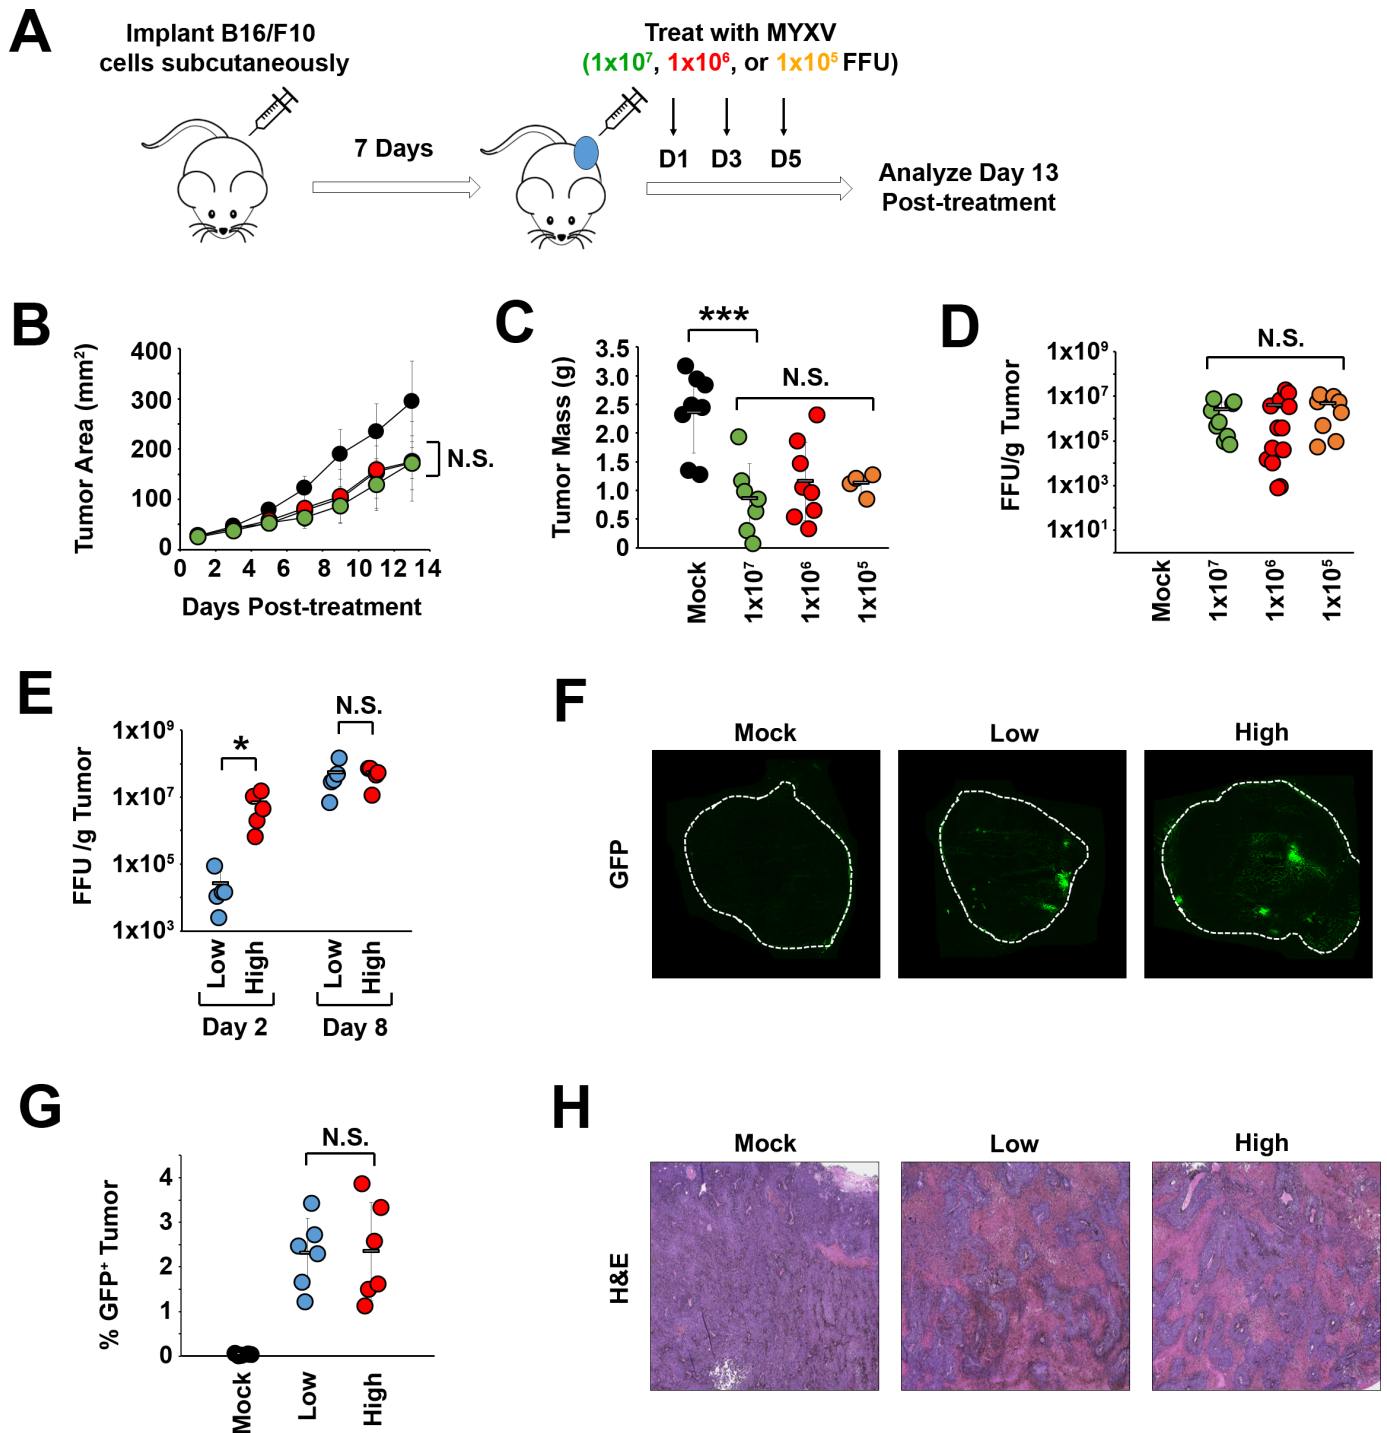 A
Implant B16/F10
cells subcutaneously
7 Days
Treat with MYXV
(1x10⁷, 1x10⁶, or 1x10⁵ FFU)
D1 D3 D5
Analyze Day 13
Post-treatment
B
Tumor Area (mm²)
400
300
200
100
0
0 2 4 6 8 10 12 14
Days Post-treatment
N.S.
C
Tumor Mass (g)
3.5
3.0
2.5
2.0
1.5
1.0
0.5
0
***
N.S.
Mock
1x10⁷
1x10⁶
1x10⁵
D
FFU/g Tumor
1x10⁹
1x10⁷
1x10⁵
1x10³
1x10¹
N.S.
Mock
1x10⁷
1x10⁶
1x10⁵
E
FFU /g Tumor
1x10⁹
1x10⁷
1x10⁵
1x10³
*
N.S.
Low
High
Low
High
Day 2
Day 8
F
Mock
Low
High
GFP
G
% GFP⁺ Tumor
4
3
2
1
0
N.S.
Mock
Low
High
H
Mock
Low
High
H&E